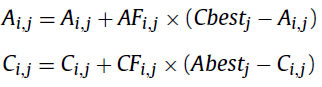 A_{i,j} = A_{i,j} + AF_{i,j} × (Cbest_j − A_{i,j})
C_{i,j} = C_{i,j} + CF_{i,j} × (Abest_j − C_{i,j})